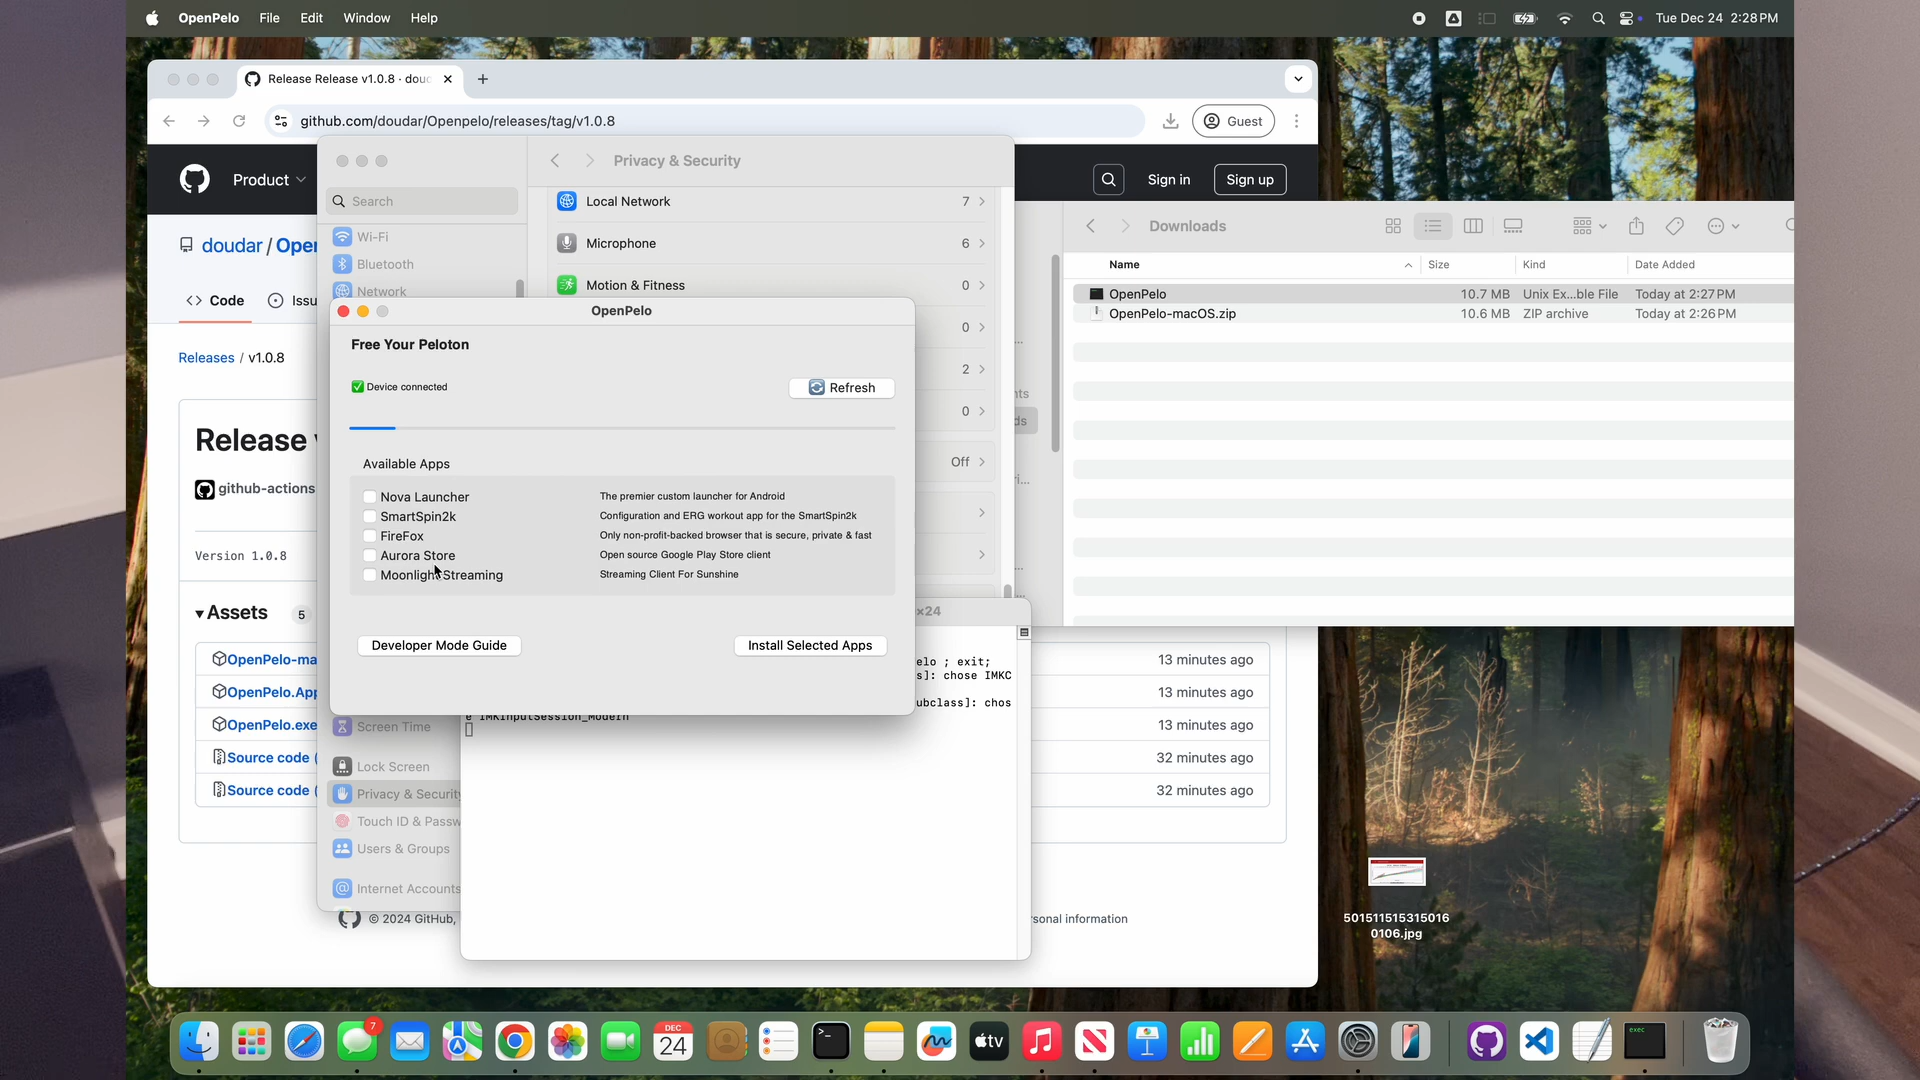 OpenPelo File Edit Window Help
Tue Dec 24 2:28 PM
Release Release v1.0.8 · douc
github.com/doudar/Openpelo/releases/tag/v1.0.8
Guest
Product
Sign in
Sign up
doudar / Oper
Code
Issu
Releases / v1.0.8
Release
github-actions
Version 1.0.8
Assets 5
OpenPelo-ma
OpenPelo.App
OpenPelo.exe
Source code (
Source code (
13 minutes ago
13 minutes ago
13 minutes ago
32 minutes ago
32 minutes ago
© 2024 GitHub,
sonal information
Search
Wi-Fi
Bluetooth
Network
Screen Time
Lock Screen
Privacy & Security
Touch ID & Passw
Users & Groups
Internet Accounts
Privacy & Security
Local Network 7
Microphone 6
Motion & Fitness 0
0
2
0
Off
OpenPelo
Free Your Peloton
Device connected
Refresh
Available Apps
Nova Launcher The premier custom launcher for Android
SmartSpin2k Configuration and ERG workout app for the SmartSpin2k
FireFox Only non-profit-backed browser that is secure, private & fast
Aurora Store Open source Google Play Store client
Moonlight Streaming Streaming Client For Sunshine
Developer Mode Guide
Install Selected Apps
×24
elo ; exit;
s]: chose IMKC
ubclass]: chos
e IMKInputSession_Modern
Downloads
Name Size Kind Date Added
OpenPelo 10.7 MB Unix Ex...ble File Today at 2:27 PM
OpenPelo-macOS.zip 10.6 MB ZIP archive Today at 2:26 PM
nts
ds
501511515315016
0106.jpg
7
DEC
24
tv
exec